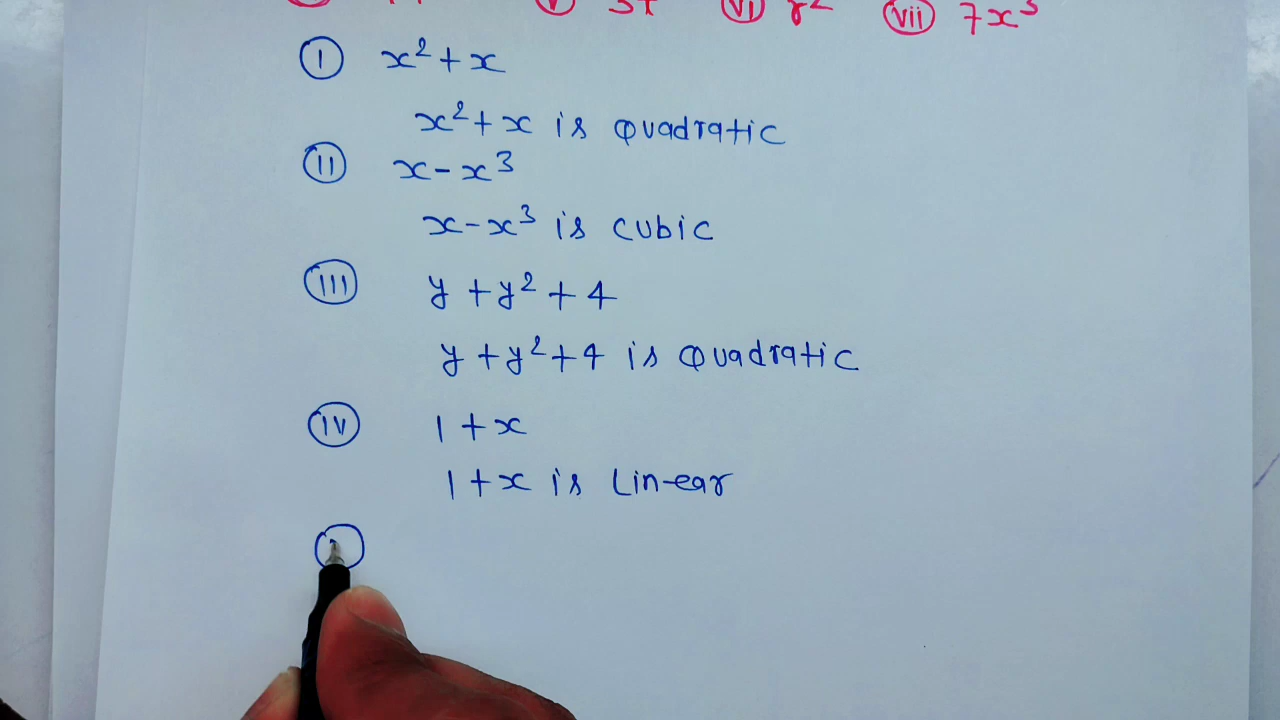 Ⓥ 3t ⓥⓘ r² ⓥⓘⓘ 7x³
① x²+x
x²+x is Quadratic
ⓘⓘ x-x³
x-x³ is cubic
ⓘⓘⓘ y+y²+4
y+y²+4 is Quadratic
ⓘⓥ 1+x
1+x is Lin-ear